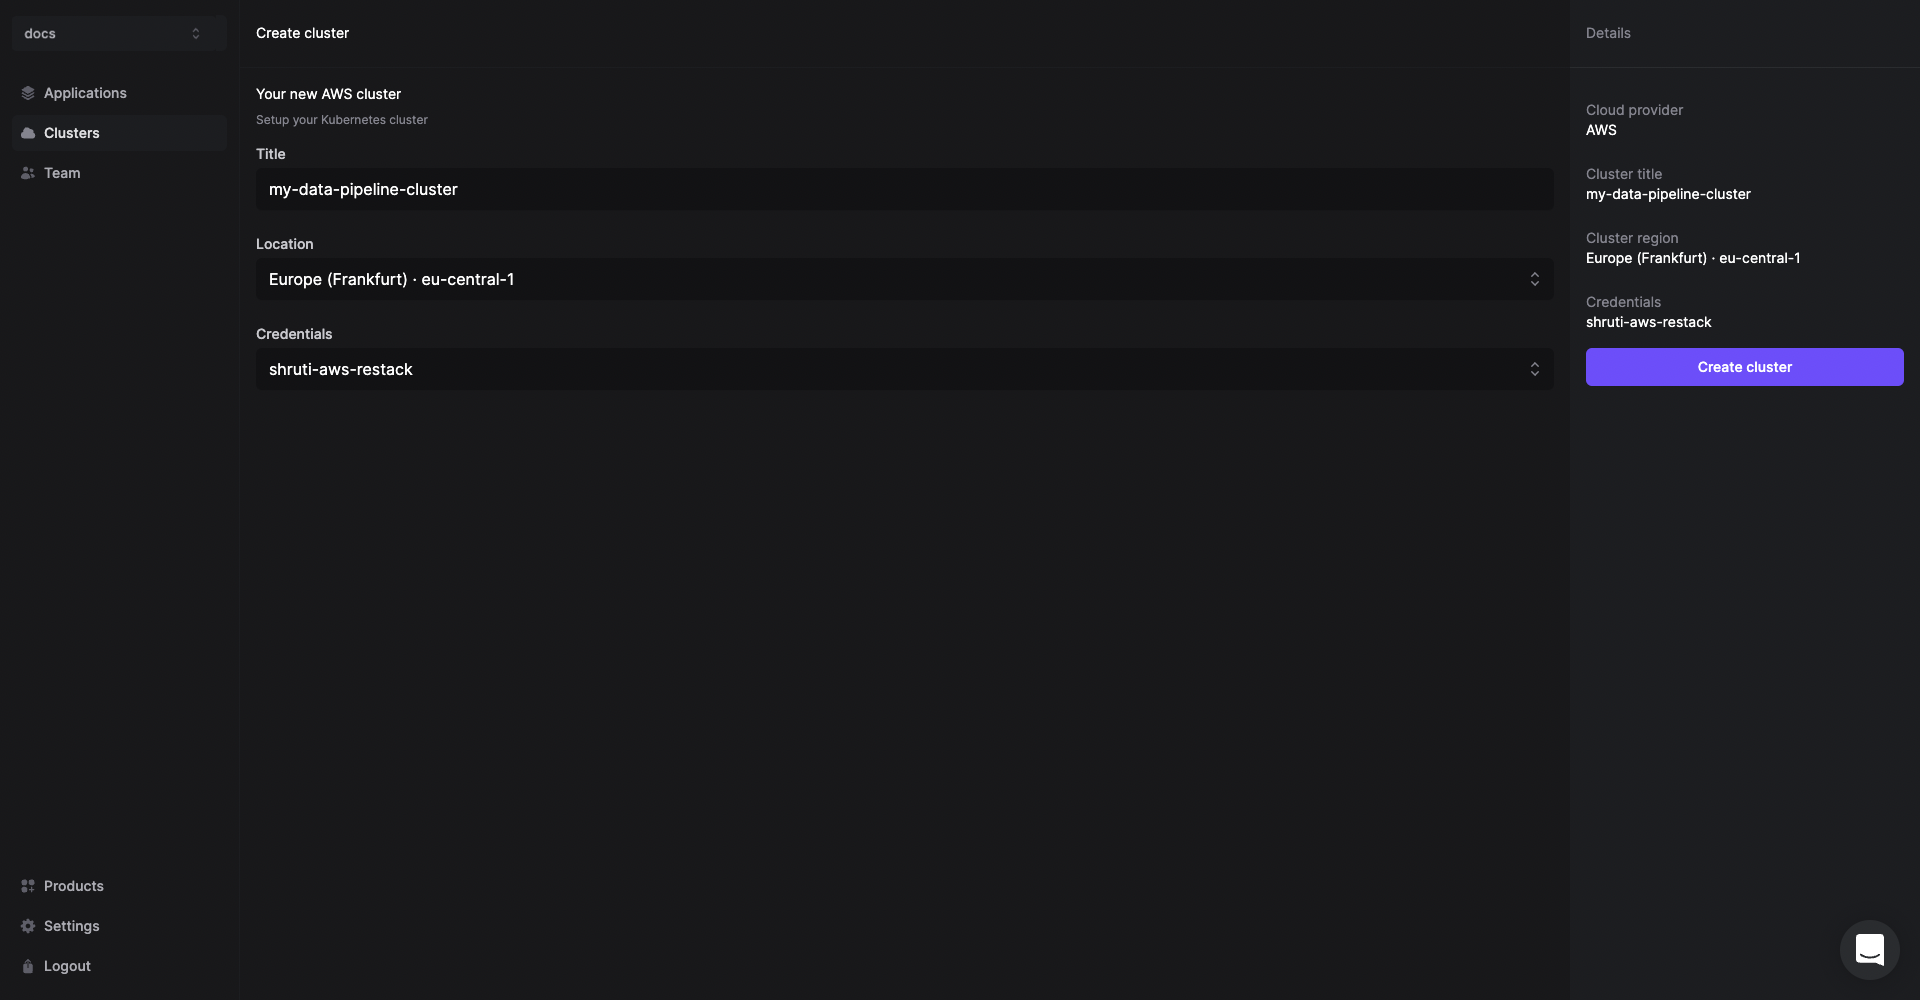 docs
Applications
Clusters
Team
Products
Settings
Logout
Create cluster
Your new AWS cluster
Setup your Kubernetes cluster
Title
my-data-pipeline-cluster
Location
Europe (Frankfurt) · eu-central-1
Credentials
shruti-aws-restack
Details
Cloud provider
AWS
Cluster title
my-data-pipeline-cluster
Cluster region
Europe (Frankfurt) · eu-central-1
Credentials
shruti-aws-restack
Create cluster